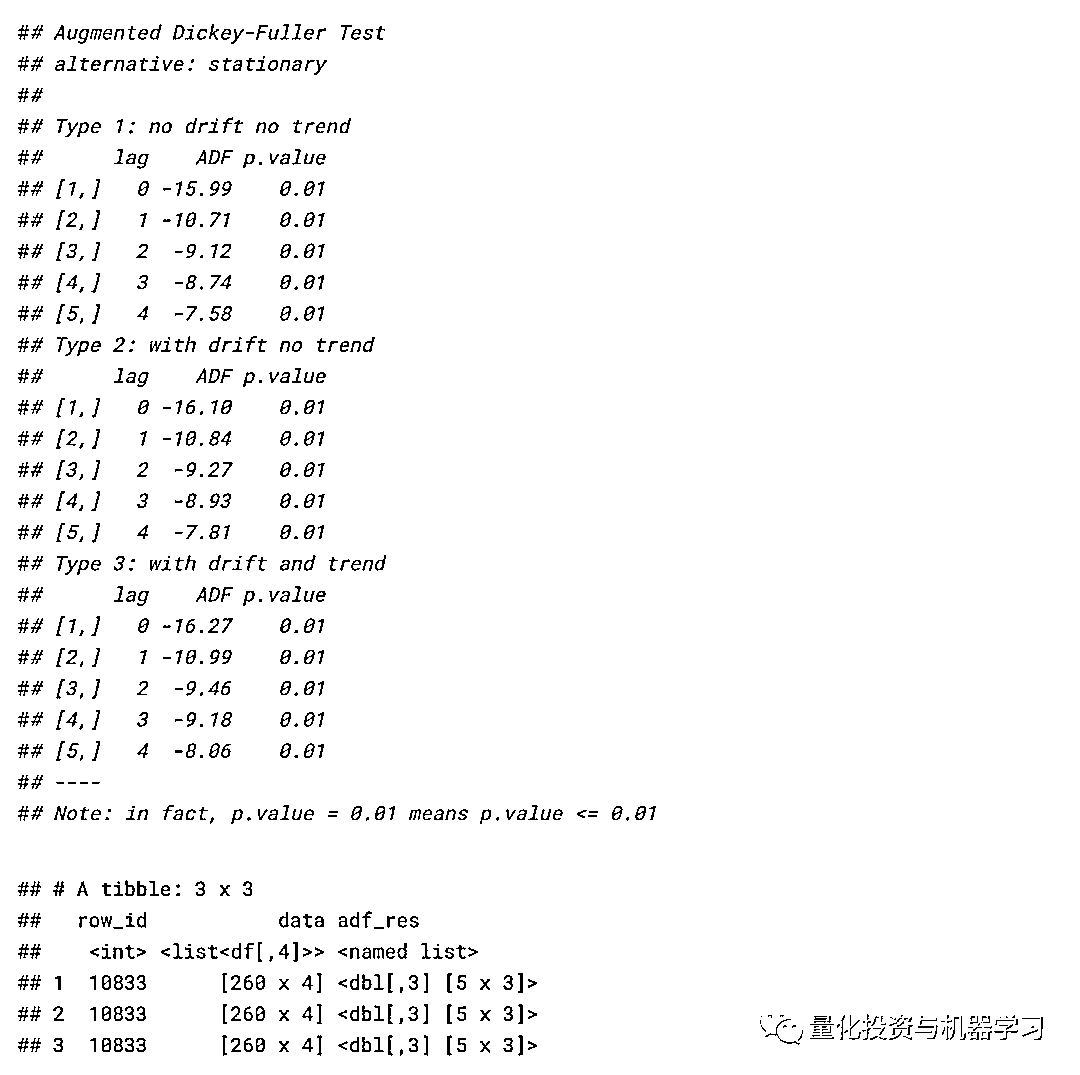 ## Augmented Dickey-Fuller Test
## alternative: stationary
##
## Type 1: no drift no trend
##      lag    ADF p.value
## [1,]   0 -15.99    0.01
## [2,]   1 -10.71    0.01
## [3,]   2  -9.12    0.01
## [4,]   3  -8.74    0.01
## [5,]   4  -7.58    0.01
## Type 2: with drift no trend
##      lag    ADF p.value
## [1,]   0 -16.10    0.01
## [2,]   1 -10.84    0.01
## [3,]   2  -9.27    0.01
## [4,]   3  -8.93    0.01
## [5,]   4  -7.81    0.01
## Type 3: with drift and trend
##      lag    ADF p.value
## [1,]   0 -16.27    0.01
## [2,]   1 -10.99    0.01
## [3,]   2  -9.46    0.01
## [4,]   3  -9.18    0.01
## [5,]   4  -8.06    0.01
## ----
## Note: in fact, p.value = 0.01 means p.value <= 0.01
## # A tibble: 3 x 3
##   row_id           data adf_res
##    <int> <list<df[,4]>> <named list>
## 1  10833      [260 x 4] <dbl[,3] [5 x 3]>
## 2  10833      [260 x 4] <dbl[,3] [5 x 3]>
## 3  10833      [260 x 4] <dbl[,3] [5 x 3]>
量化投资与机器学习